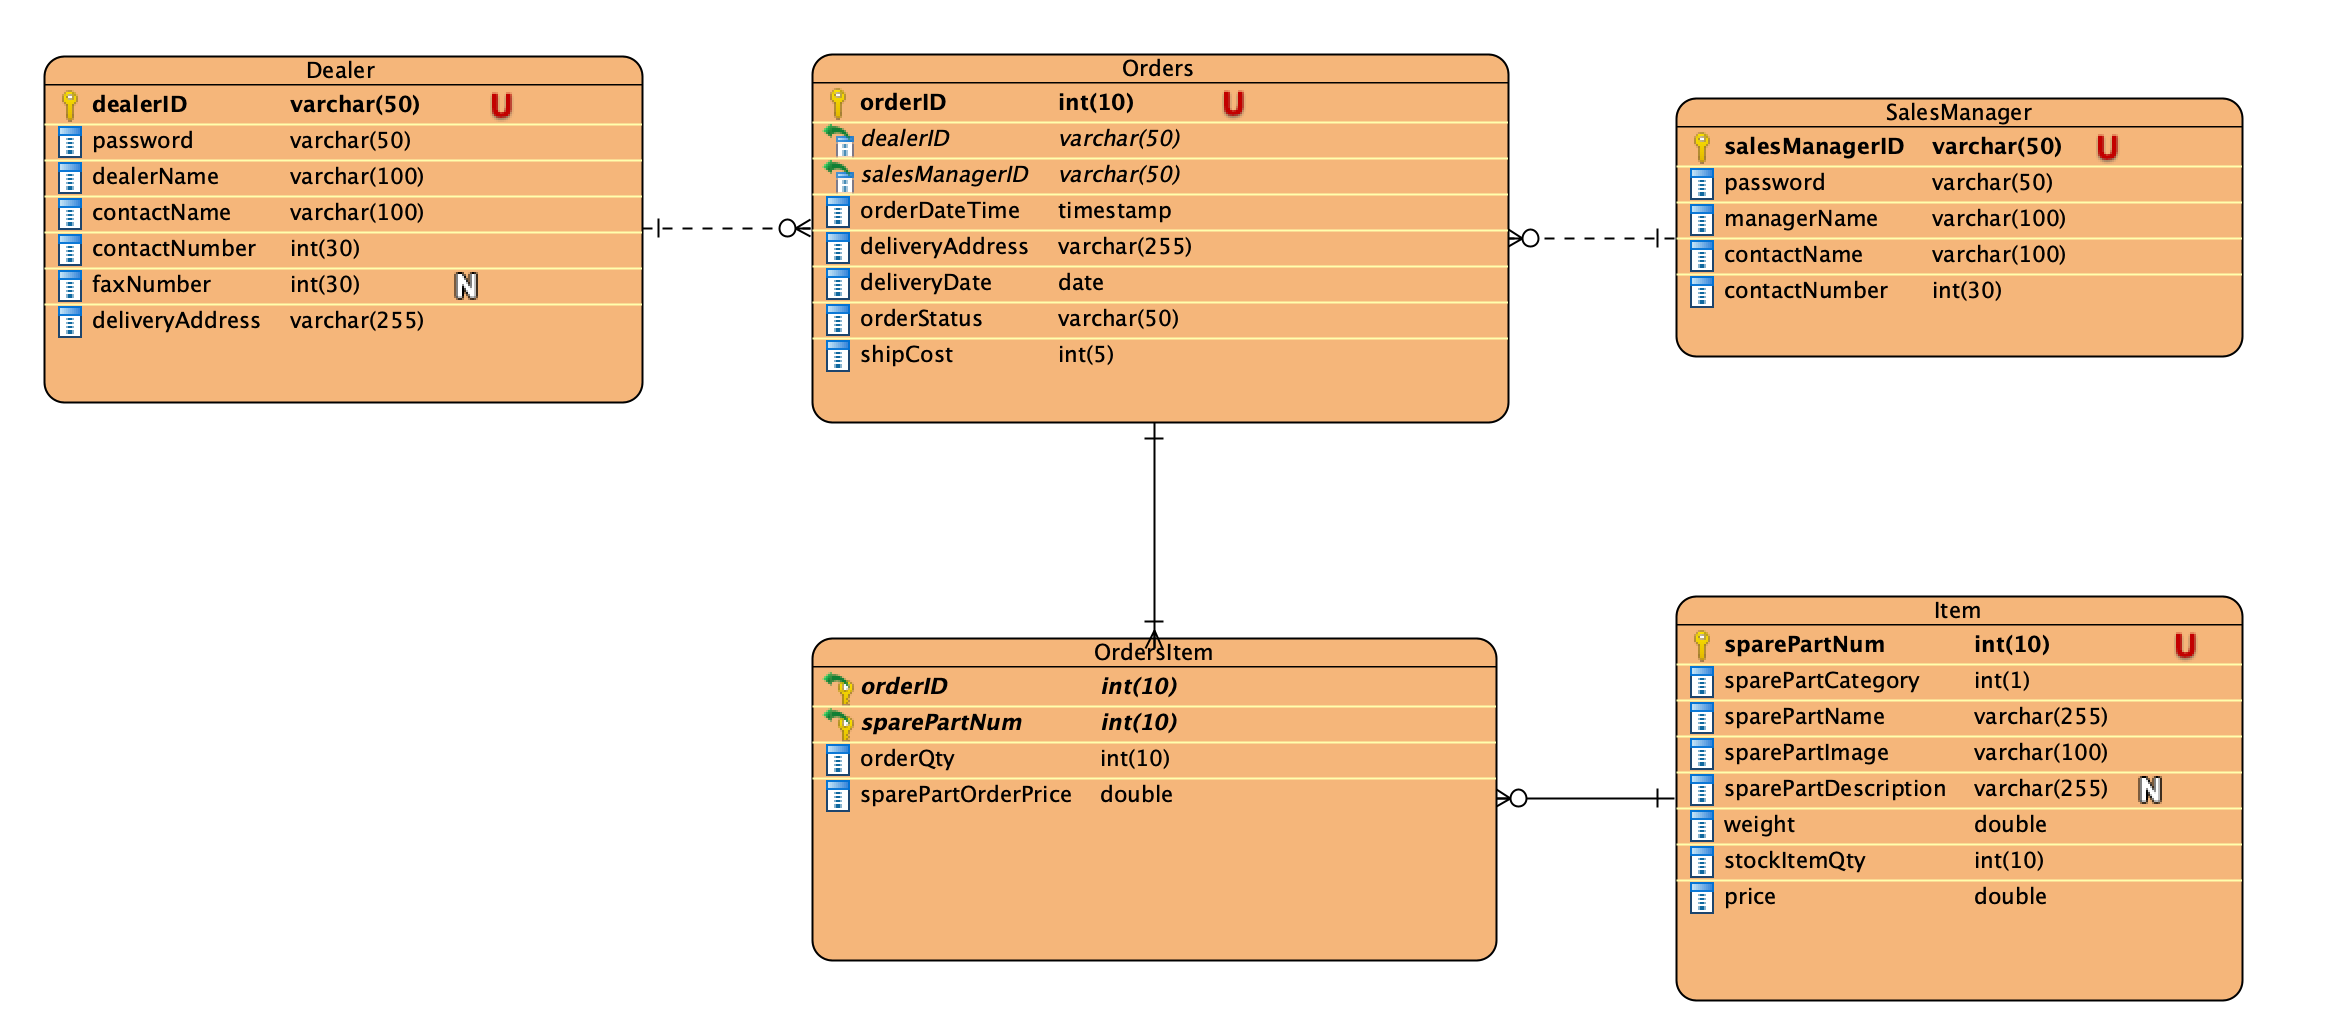 Dealer
dealerID varchar(50) U
password varchar(50)
dealerName varchar(100)
contactName varchar(100)
contactNumber int(30)
faxNumber int(30) N
deliveryAddress varchar(255)
Orders
orderID int(10) U
dealerID varchar(50)
salesManagerID varchar(50)
orderDateTime timestamp
deliveryAddress varchar(255)
deliveryDate date
orderStatus varchar(50)
shipCost int(5)
SalesManager
salesManagerID varchar(50) U
password varchar(50)
managerName varchar(100)
contactName varchar(100)
contactNumber int(30)
OrdersItem
orderID int(10)
sparePartNum int(10)
orderQty int(10)
sparePartOrderPrice double
Item
sparePartNum int(10) U
sparePartCategory int(1)
sparePartName varchar(255)
sparePartImage varchar(100)
sparePartDescription varchar(255) N
weight double
stockItemQty int(10)
price double